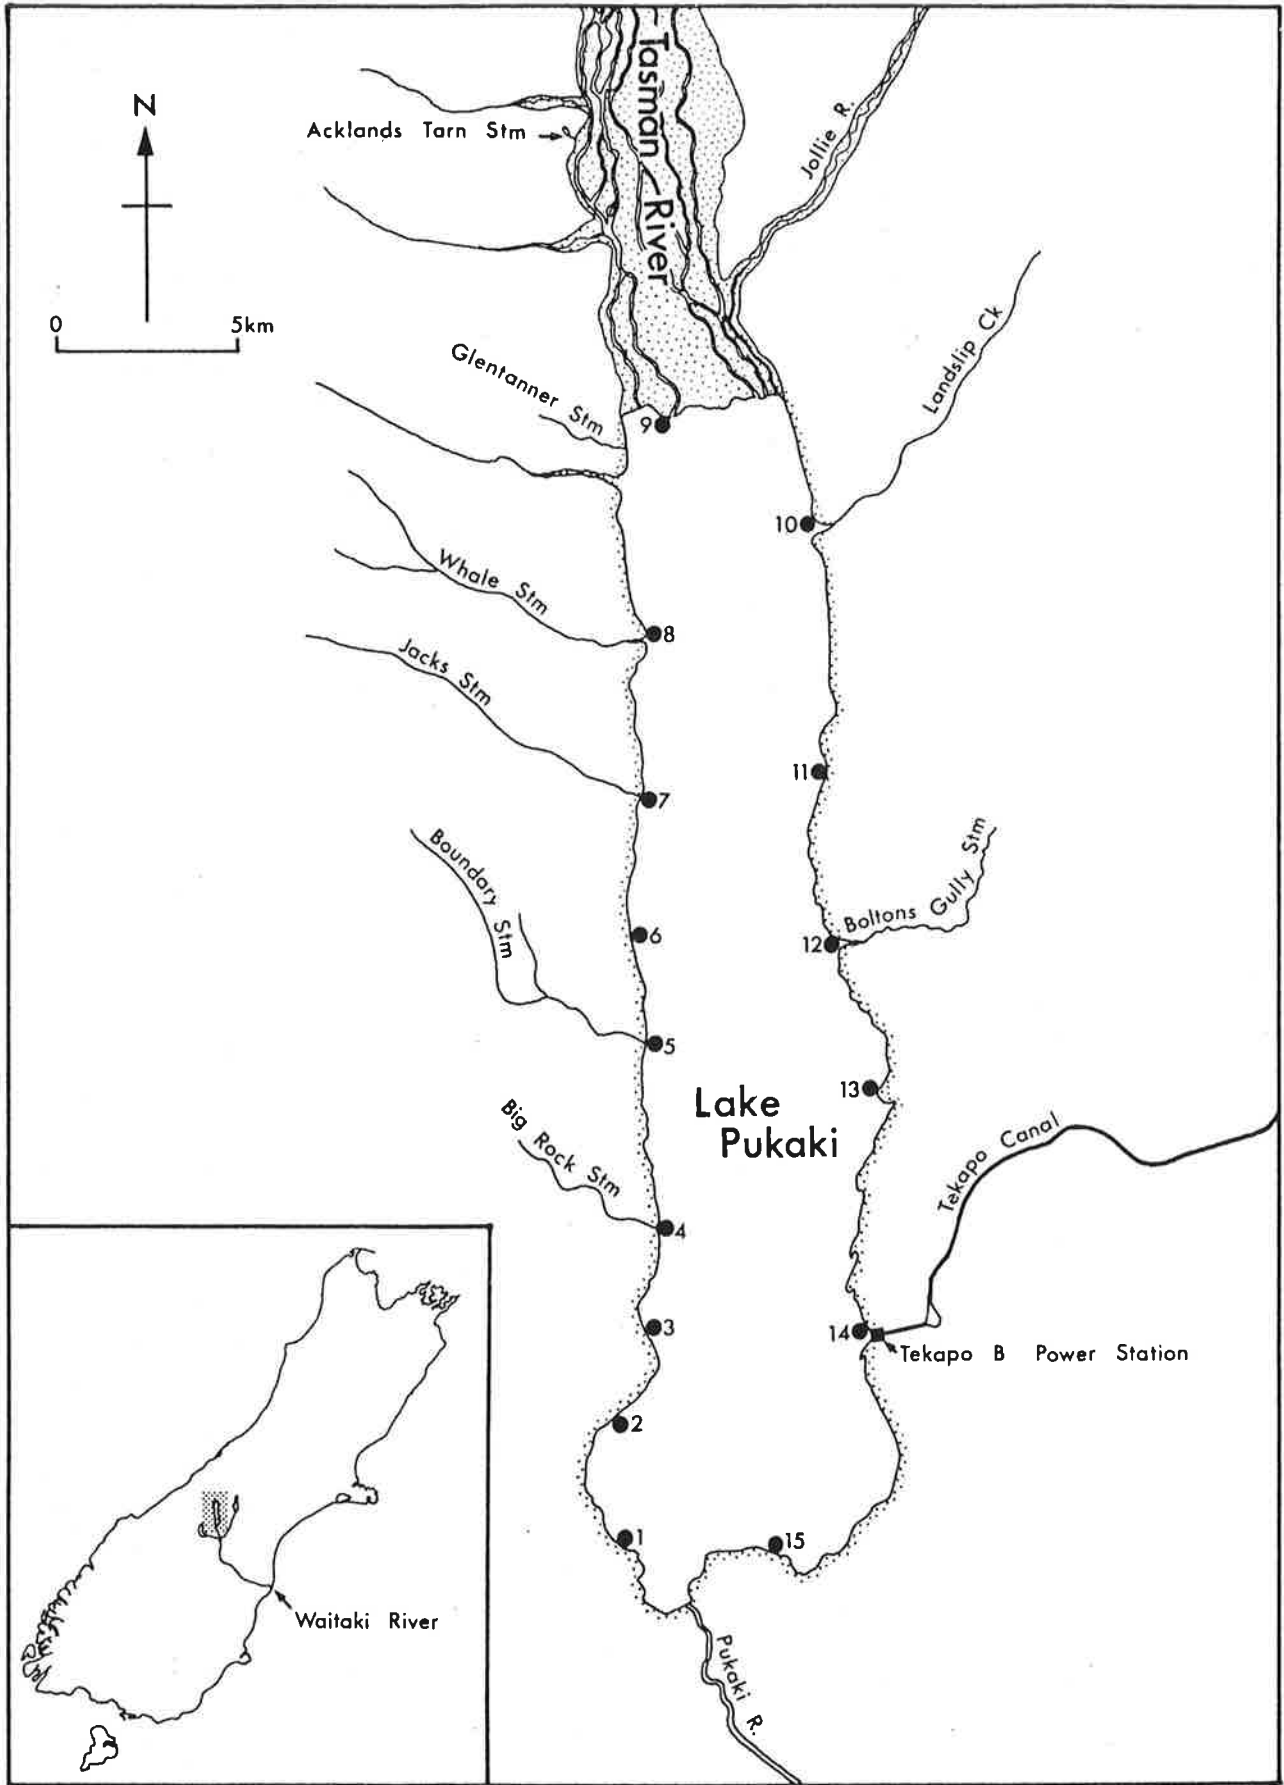 Tasman River
Jollie R.
N
Acklands Tarn Stm
0 5km
Landslip Ck
Glentanner Stm
9
10
Whale Stm
8
Jacks Stm
11
7
Boundary Stm
Boltons Gully Stm
6
12
5
13
Lake
Pukaki
Big Rock Stm
Tekapo Canal
4
3
14
Tekapo B Power Station
2
1
15
Waitaki River
Pukaki R.